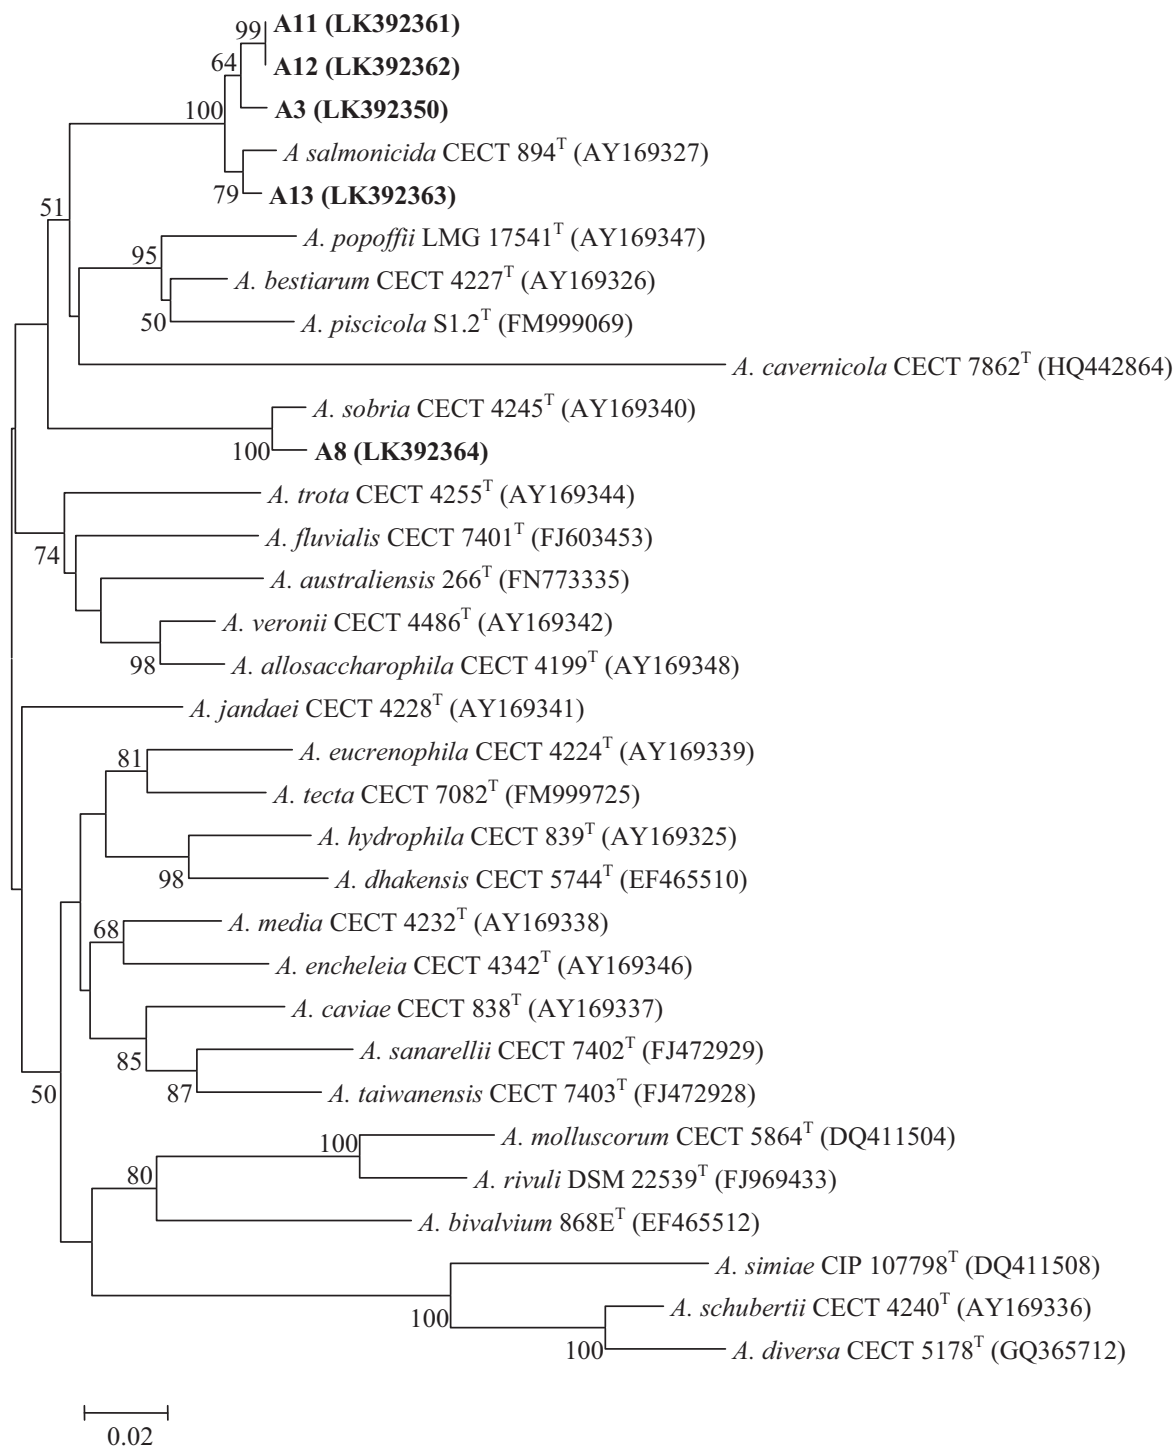 99 A11 (LK392361)
64 A12 (LK392362)
100 A3 (LK392350)
A salmonicida CECT 894ᵀ (AY169327)
79 A13 (LK392363)
51
A. popoffii LMG 17541ᵀ (AY169347)
95
A. bestiarum CECT 4227ᵀ (AY169326)
50 A. piscicola S1.2ᵀ (FM999069)
A. cavernicola CECT 7862ᵀ (HQ442864)
A. sobria CECT 4245ᵀ (AY169340)
100 A8 (LK392364)
A. trota CECT 4255ᵀ (AY169344)
A. fluvialis CECT 7401ᵀ (FJ603453)
74
A. australiensis 266ᵀ (FN773335)
A. veronii CECT 4486ᵀ (AY169342)
98 A. allosaccharophila CECT 4199ᵀ (AY169348)
A. jandaei CECT 4228ᵀ (AY169341)
81 A. eucrenophila CECT 4224ᵀ (AY169339)
A. tecta CECT 7082ᵀ (FM999725)
A. hydrophila CECT 839ᵀ (AY169325)
98 A. dhakensis CECT 5744ᵀ (EF465510)
68 A. media CECT 4232ᵀ (AY169338)
A. encheleia CECT 4342ᵀ (AY169346)
A. caviae CECT 838ᵀ (AY169337)
85 A. sanarellii CECT 7402ᵀ (FJ472929)
50 87 A. taiwanensis CECT 7403ᵀ (FJ472928)
100 A. molluscorum CECT 5864ᵀ (DQ411504)
80 A. rivuli DSM 22539ᵀ (FJ969433)
A. bivalvium 868Eᵀ (EF465512)
A. simiae CIP 107798ᵀ (DQ411508)
100 A. schubertii CECT 4240ᵀ (AY169336)
100 A. diversa CECT 5178ᵀ (GQ365712)
0.02